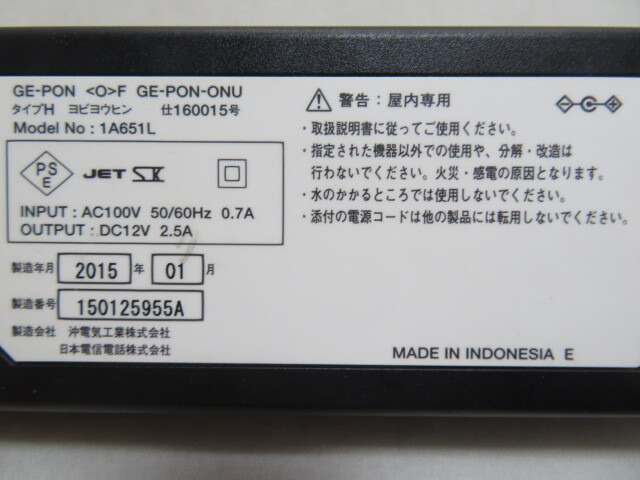 GE-PON <O>F GE-PON-ONU
タイプH ヨビヨウヒン 仕160015号
Model No : 1A651L
PS
E
JET
INPUT : AC100V 50/60Hz 0.7A
OUTPUT : DC12V 2.5A
製造年月 2015 年 01 月
製造番号 150125955A
製造会社 沖電気工業株式会社
日本電信電話株式会社
警告：屋内専用
・取扱説明書に従ってご使用ください。
・指定された機器以外での使用や、分解・改造は
行わないでください。火災・感電の原因となります。
・水のかかるところでは使用しないでください。
・添付の電源コードは他の製品には転用しないでください。
MADE IN INDONESIA E